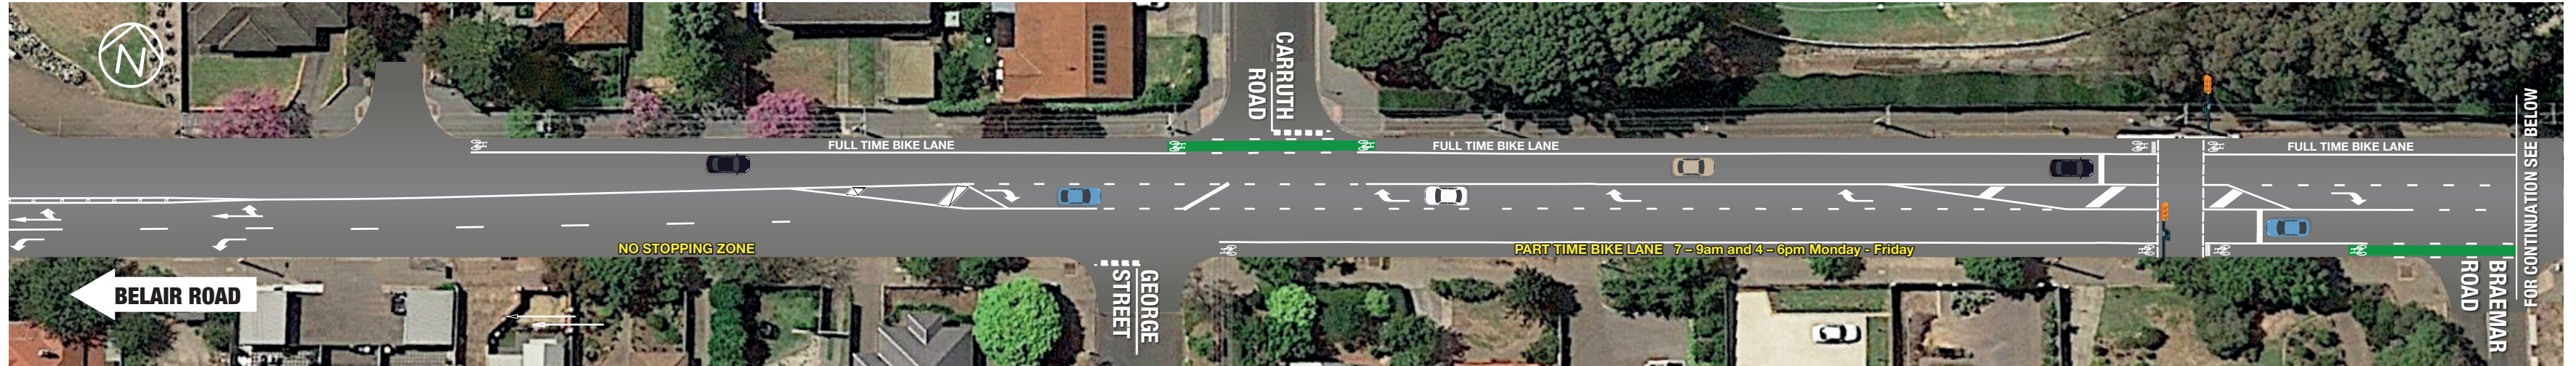 N
CARRUTH
ROAD
FULL TIME BIKE LANE
FULL TIME BIKE LANE
FULL TIME BIKE LANE
FOR CONTINUATION SEE BELOW
NO STOPPING ZONE
PART TIME BIKE LANE 7 – 9am and 4 – 6pm Monday - Friday
BELAIR ROAD
GEORGE
STREET
BRAEMAR
ROAD